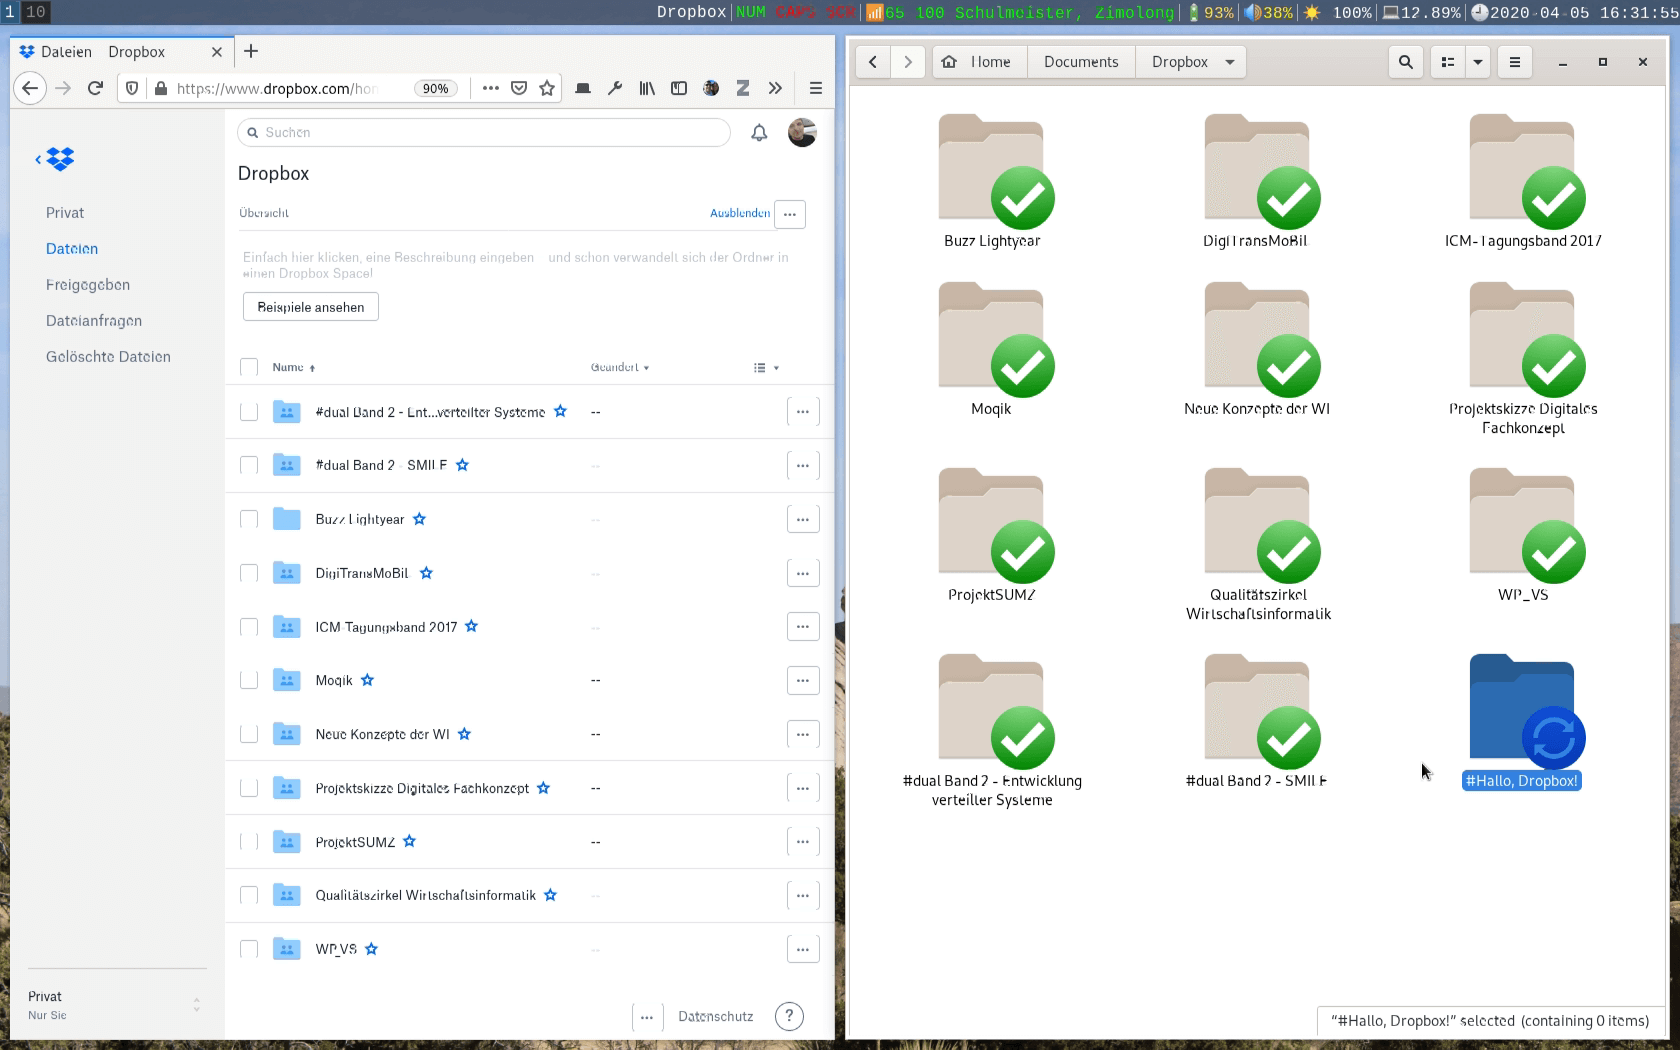 1 10
Dropbox NUM CAPS SCR 65 100 Schulmeister, Zimolong 93% 38% 100% 12.89% 2020-04-05 16:31:55
Dateien Dropbox
https://www.dropbox.com/hom 90%
Suchen
Dropbox
Übersicht Ausblenden
Einfach hier klicken, eine Beschreibung eingeben und schon verwandelt sich der Ordner in
einen Dropbox Space!
Beispiele ansehen
Privat
Dateien
Freigegeben
Dateianfragen
Gelöschte Dateien
Name Geändert
#dual Band 2 - Ent...verteilter Systeme --
#dual Band 2 - SMILE --
Buzz Lightyear --
DigiTransMoBiL --
ICM-Tagungsband 2017 --
Moqik --
Neue Konzepte der WI --
Projektskizze Digitales Fachkonzept --
ProjektSUMZ --
Qualitätszirkel Wirtschaftsinformatik --
WP_VS --
Privat
Nur Sie
Datenschutz ?
Home Documents Dropbox
Buzz Lightyear
DigiTransMoBiL
ICM-Tagungsband 2017
Moqik
Neue Konzepte der WI
Projektskizze Digitales
Fachkonzept
ProjektSUMZ
Qualitätszirkel
Wirtschaftsinformatik
WP_VS
#dual Band 2 - Entwicklung
verteilter Systeme
#dual Band 2 - SMILE
#Hallo, Dropbox!
"#Hallo, Dropbox!" selected (containing 0 items)